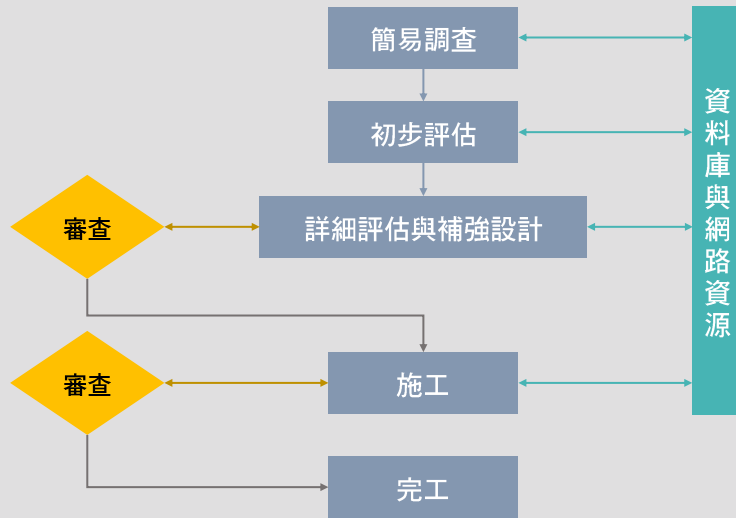 簡易調查
初步評估
審查
詳細評估與補強設計
審查
施工
完工
資料庫與網路資源